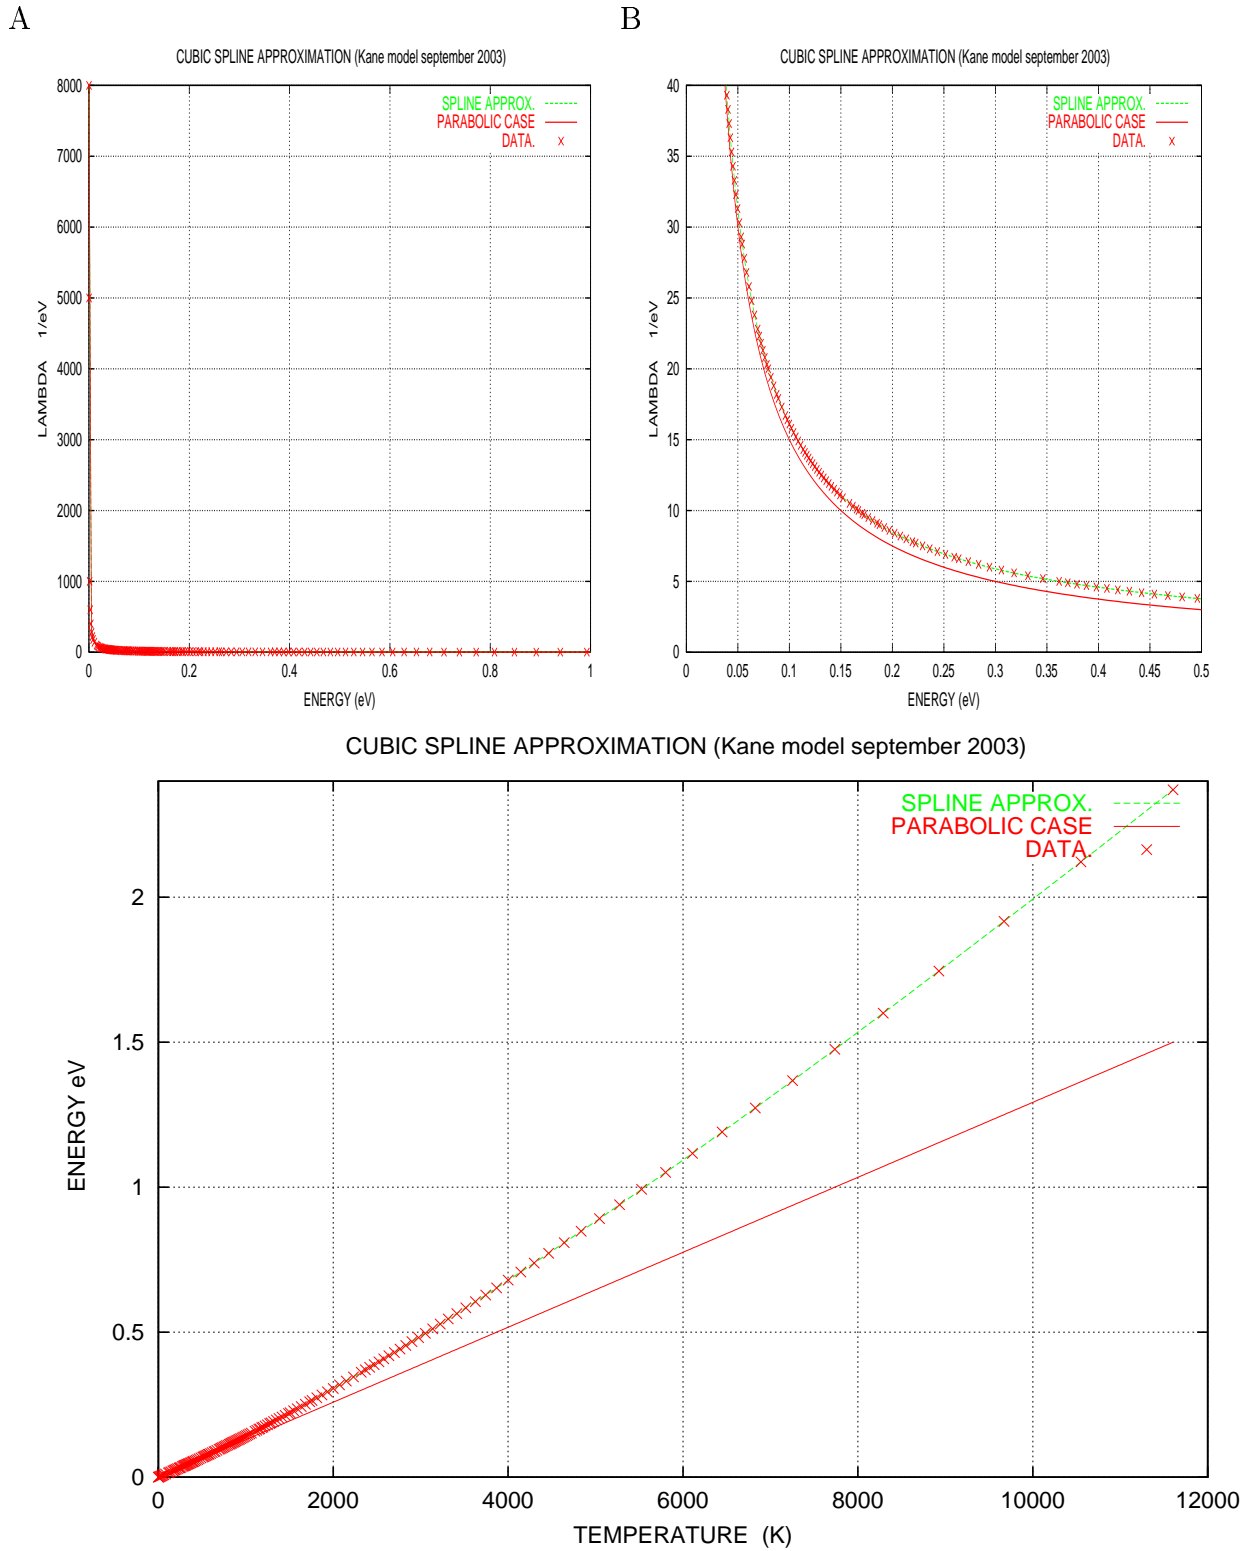 A
B
CUBIC SPLINE APPROXIMATION (Kane model september 2003)
SPLINE APPROX.
PARABOLIC CASE
DATA.
8000
7000
6000
5000
4000
3000
2000
1000
0
LAMBDA 1/eV
0 0.2 0.4 0.6 0.8 1
ENERGY (eV)
CUBIC SPLINE APPROXIMATION (Kane model september 2003)
SPLINE APPROX.
PARABOLIC CASE
DATA.
40
35
30
25
20
15
10
5
0
LAMBDA 1/eV
0 0.05 0.1 0.15 0.2 0.25 0.3 0.35 0.4 0.45 0.5
ENERGY (eV)
CUBIC SPLINE APPROXIMATION (Kane model september 2003)
SPLINE APPROX.
PARABOLIC CASE
DATA.
2
1.5
1
0.5
0
ENERGY eV
0 2000 4000 6000 8000 10000 12000
TEMPERATURE (K)